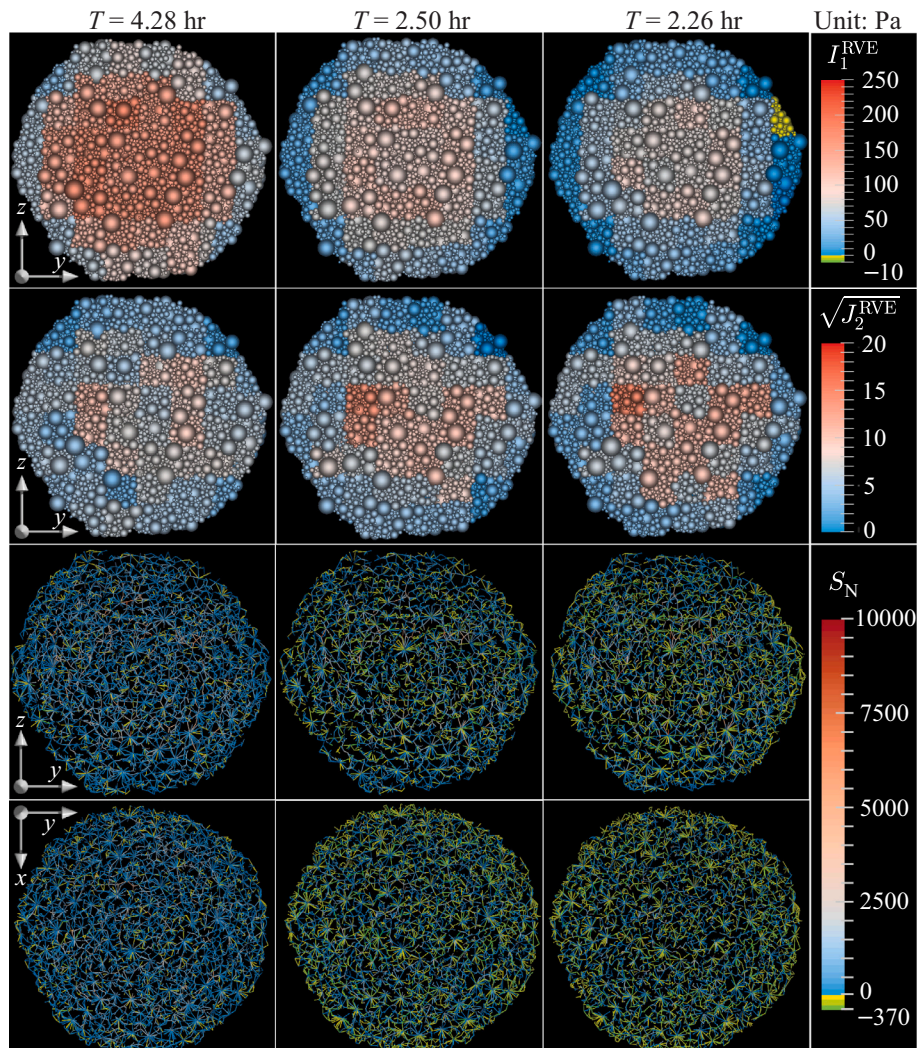 T = 4.28 hr T = 2.50 hr T = 2.26 hr Unit: Pa
I₁ᴿⱽᴱ
250
200
150
100
50
0
−10
z
y
√J₂ᴿⱽᴱ
20
15
10
5
0
z
y
S_N
10000
7500
5000
2500
0
−370
z
y
y
x